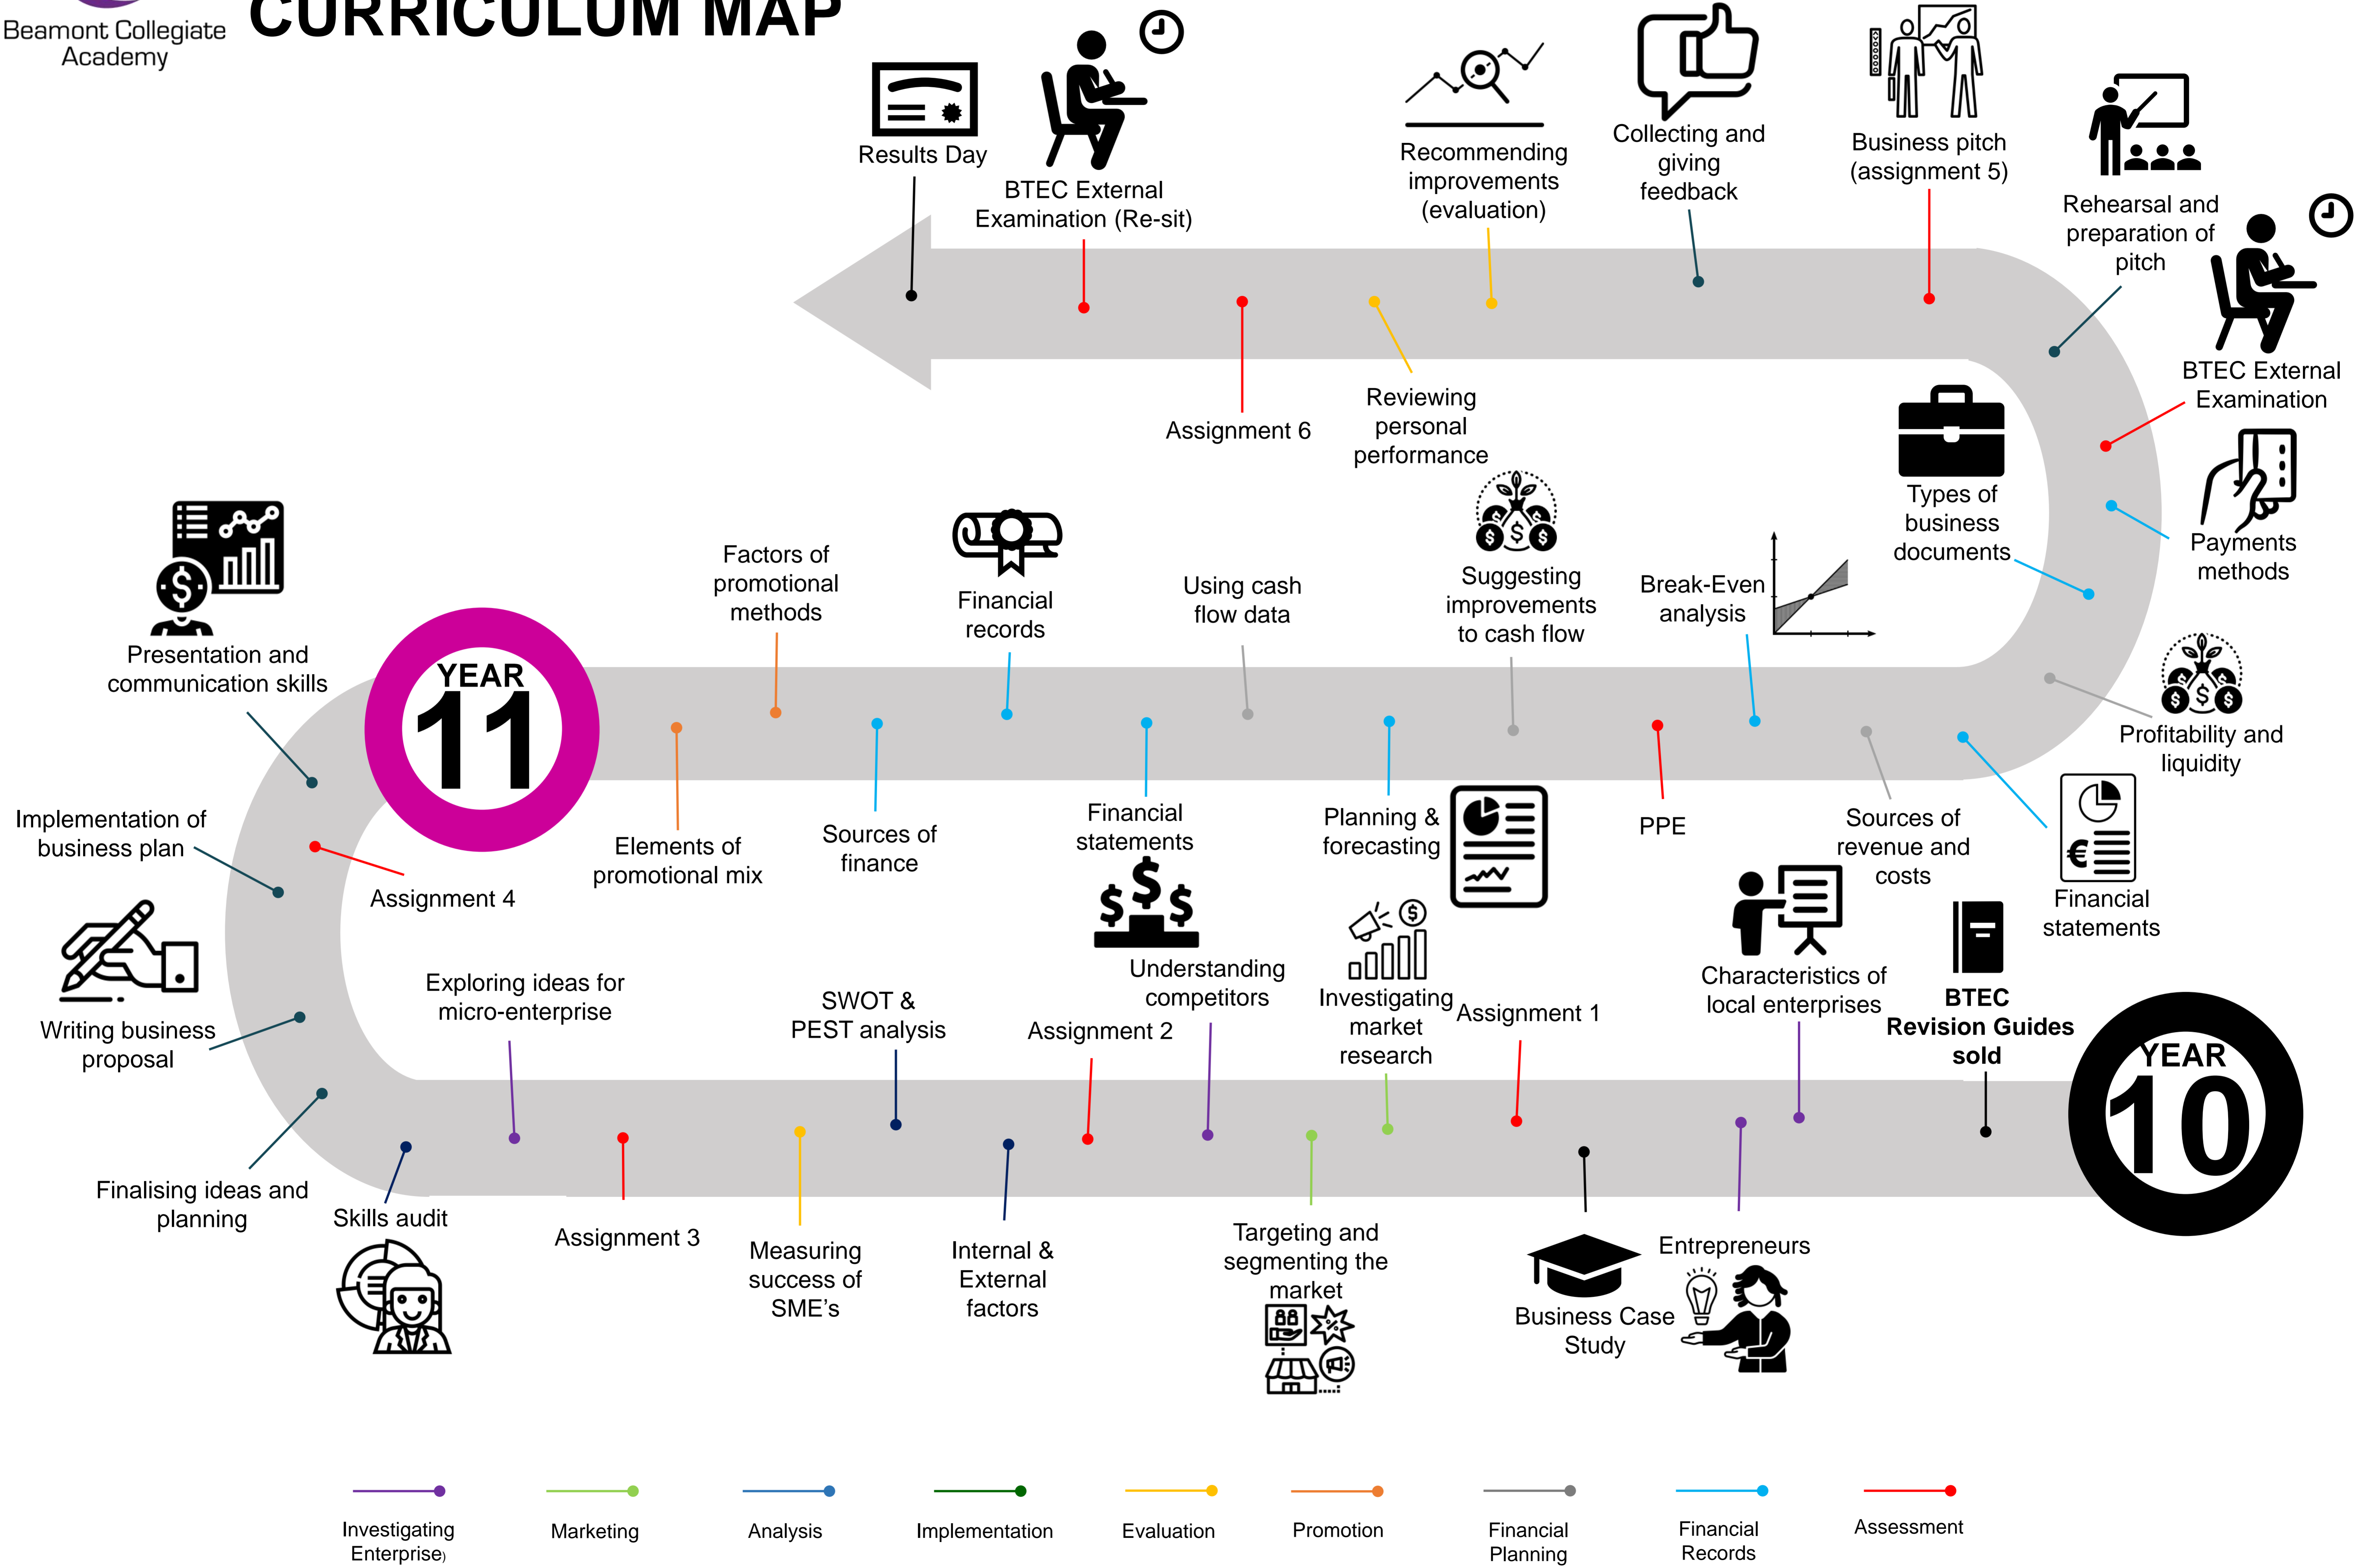 Beamont Collegiate
Academy
CURRICULUM MAP
Results Day
BTEC External
Examination (Re-sit)
Recommending
improvements
(evaluation)
Collecting and
giving
feedback
Business pitch
(assignment 5)
Rehearsal and
preparation of
pitch
BTEC External
Examination
Assignment 6
Reviewing
personal
performance
Types of
business
documents
Payments
methods
Presentation and
communication skills
YEAR
11
Factors of
promotional
methods
Financial
records
Using cash
flow data
Suggesting
improvements
to cash flow
Break-Even
analysis
Profitability and
liquidity
Implementation of
business plan
Assignment 4
Elements of
promotional mix
Sources of
finance
Financial
statements
Planning &
forecasting
PPE
Sources of
revenue and
costs
Financial
statements
Writing business
proposal
Exploring ideas for
micro-enterprise
SWOT &
PEST analysis
Assignment 2
Understanding
competitors
Investigating
market
research
Assignment 1
Characteristics of
local enterprises
BTEC
Revision Guides
sold
YEAR
10
Finalising ideas and
planning
Skills audit
Assignment 3
Measuring
success of
SME's
Internal &
External
factors
Targeting and
segmenting the
market
Business Case
Study
Entrepreneurs
Investigating
Enterprise)
Marketing
Analysis
Implementation
Evaluation
Promotion
Financial
Planning
Financial
Records
Assessment